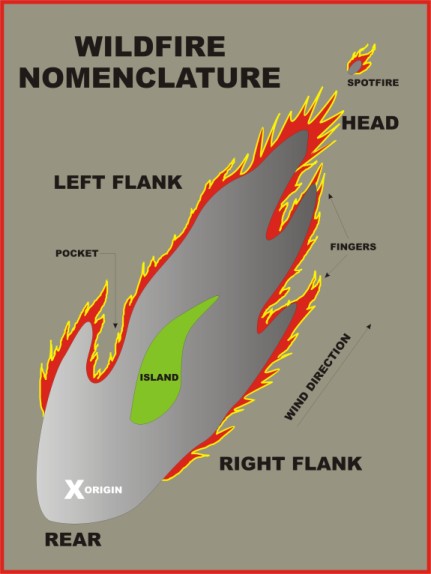 WILDFIRE
NOMENCLATURE
SPOTFIRE
HEAD
LEFT FLANK
FINGERS
POCKET
ISLAND
WIND DIRECTION
RIGHT FLANK
X ORIGIN
REAR